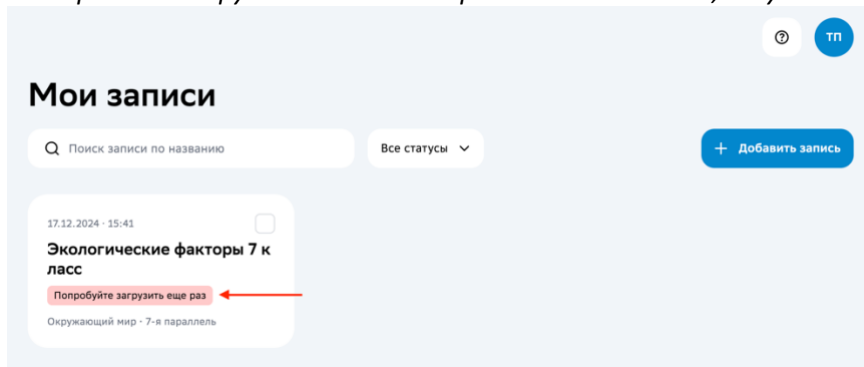 ТП
Мои записи
Поиск записи по названию
Все статусы
+ Добавить запись
17.12.2024 · 15:41
Экологические факторы 7 к
ласс
Попробуйте загрузить еще раз
Окружающий мир · 7-я параллель